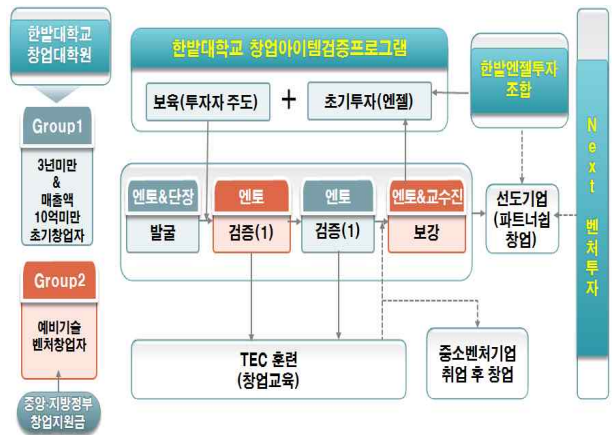 한밭대학교
창업대학원
Group1
3년미만
&
매출액
10억미만
초기창업자
Group2
예비기술
벤처창업자
중앙·지방정부
창업지원금
한밭대학교 창업아이템검증프로그램
보육(투자자 주도)
+
초기투자(엔젤)
한밭엔젤투자
조합
엔토&단장
발굴
엔토
검증(1)
엔토
검증(1)
엔토&교수진
보강
선도기업
(파트너쉽
창업)
TEC 훈련
(창업교육)
중소벤처기업
취업 후 창업
Next 벤처투자